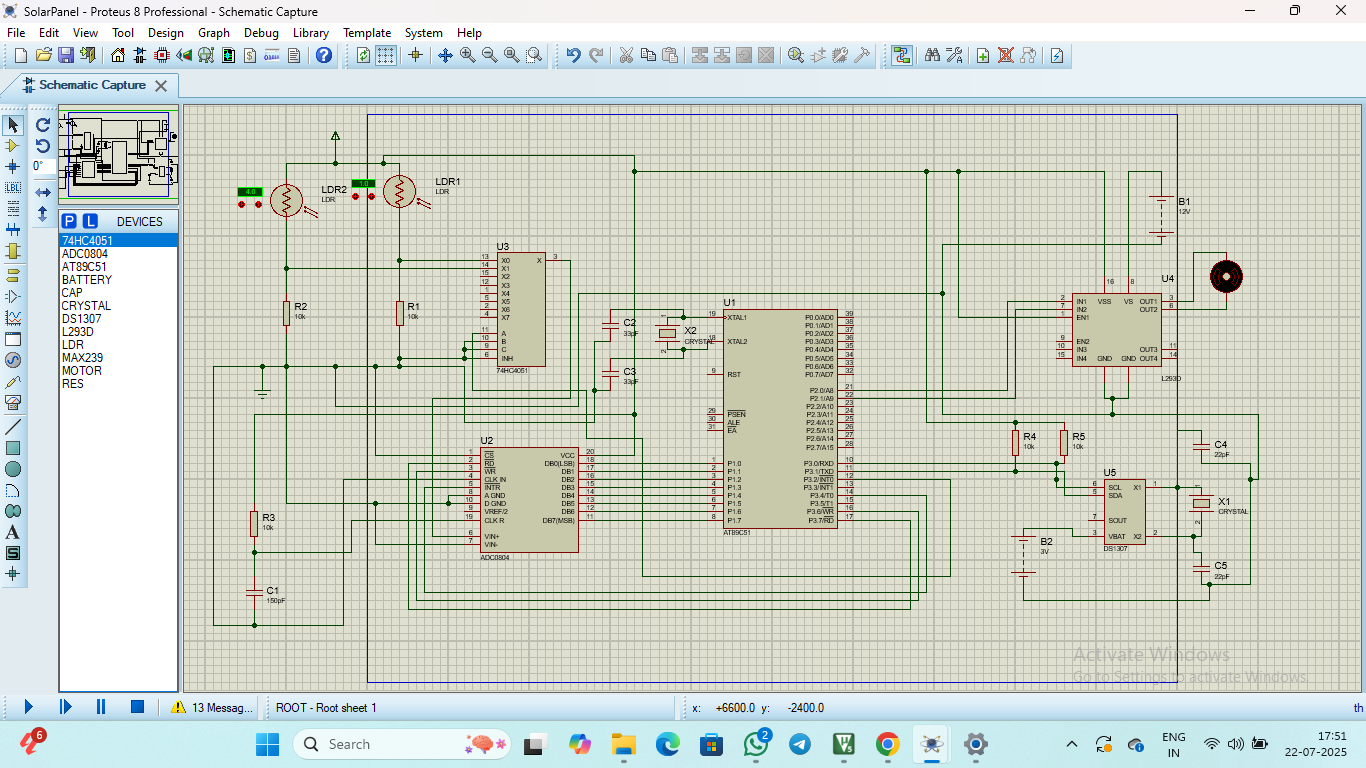 SolarPanel - Proteus 8 Professional - Schematic Capture
File Edit View Tool Design Graph Debug Library Template System Help
Schematic Capture
0°
P L DEVICES
74HC4051
ADC0804
AT89C51
BATTERY
CAP
CRYSTAL
DS1307
L293D
LDR
MAX239
MOTOR
RES
LDR2
LDR
LDR1
LDR
R2
10k
R1
10k
U3
13 X0 X 3
14 X1
15 X2
12 X3
1 X4
5 X5
2 X6
4 X7
11 A
10 B
9 C
6 INH
74HC4051
C2
33pF
C3
33pF
X2
CRYSTAL
1
2
U1
19 XTAL1
18 XTAL2
9 RST
29 PSEN
30 ALE
31 EA
1 P1.0
2 P1.1
3 P1.2
4 P1.3
5 P1.4
6 P1.5
7 P1.6
8 P1.7
P0.0/AD0 39
P0.1/AD1 38
P0.2/AD2 37
P0.3/AD3 36
P0.4/AD4 35
P0.5/AD5 34
P0.6/AD6 33
P0.7/AD7 32
P2.0/A8 21
P2.1/A9 22
P2.2/A10 23
P2.3/A11 24
P2.4/A12 25
P2.5/A13 26
P2.6/A14 27
P2.7/A15 28
P3.0/RXD 10
P3.1/TXD 11
P3.2/INT0 12
P3.3/INT1 13
P3.4/T0 14
P3.5/T1 15
P3.6/WR 16
P3.7/RD 17
AT89C51
U2
1 CS VCC 20
2 RD DB0(LSB) 18
3 WR DB1 17
4 CLK IN DB2 16
5 INTR DB3 15
8 A GND DB4 14
10 D GND DB5 13
9 VREF/2 DB6 12
19 CLK R DB7(MSB) 11
6 VIN+
7 VIN-
ADC0804
R3
10k
C1
150pF
B1
12V
U4
16 8
2 IN1 VSS VS OUT1 3
7 IN2 OUT2 6
1 EN1
9 EN2
10 IN3 OUT3 11
15 IN4 GND GND OUT4 14
L293D
R4
10k
R5
10k
U5
6 SCL X1 1
5 SDA
7 SOUT
3 VBAT X2 2
DS1307
C4
22pF
X1
CRYSTAL
1
2
C5
22pF
B2
3V
Activate Windows
Go to Settings to activate Windows.
13 Messag... ROOT - Root sheet 1 x: +6600.0 y: -2400.0 th
6
Search
2
ENG
IN
17:51
22-07-2025